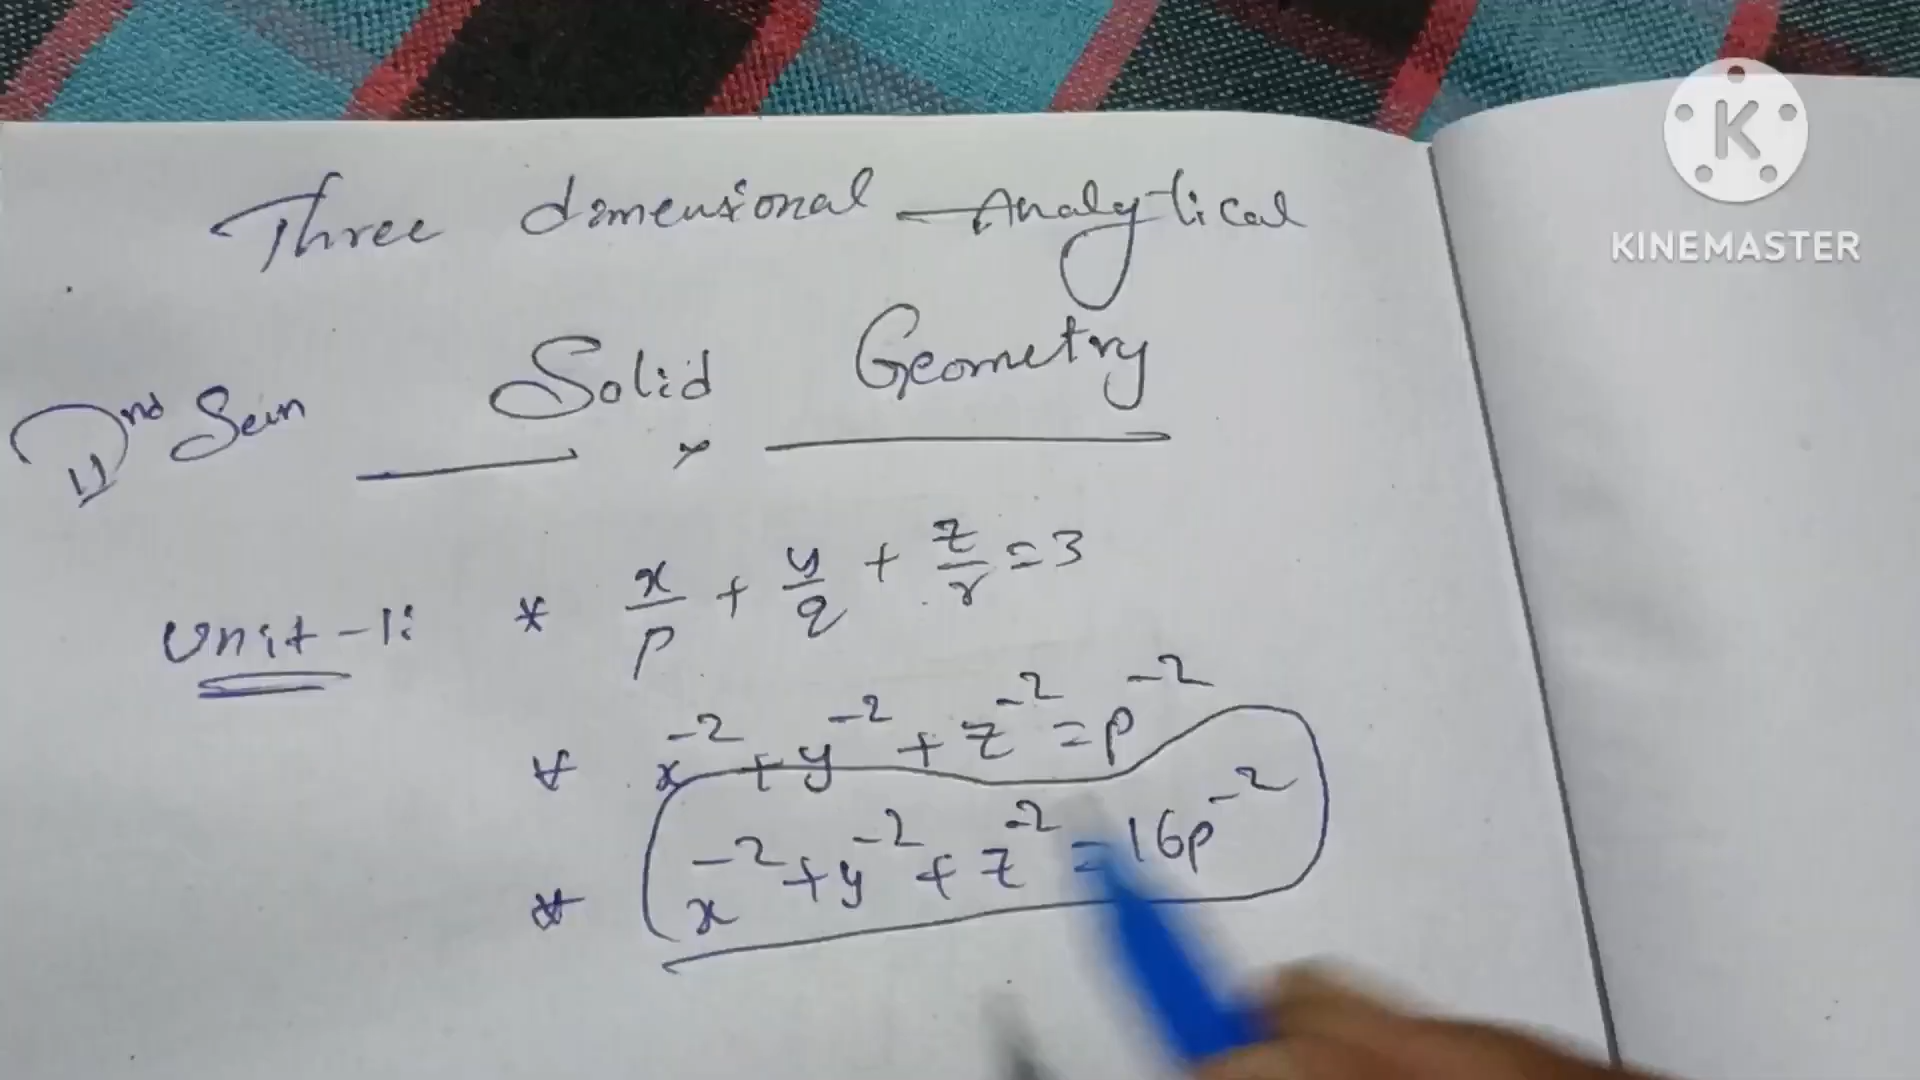 K
KINEMASTER
Three dimensional Analytical
Solid Geometry
IInd Sem
Unit-1: * x/p + y/q + z/r = 3
* x^-2 + y^-2 + z^-2 = p^-2
* x^-2 + y^-2 + z^-2 = 16p^-2